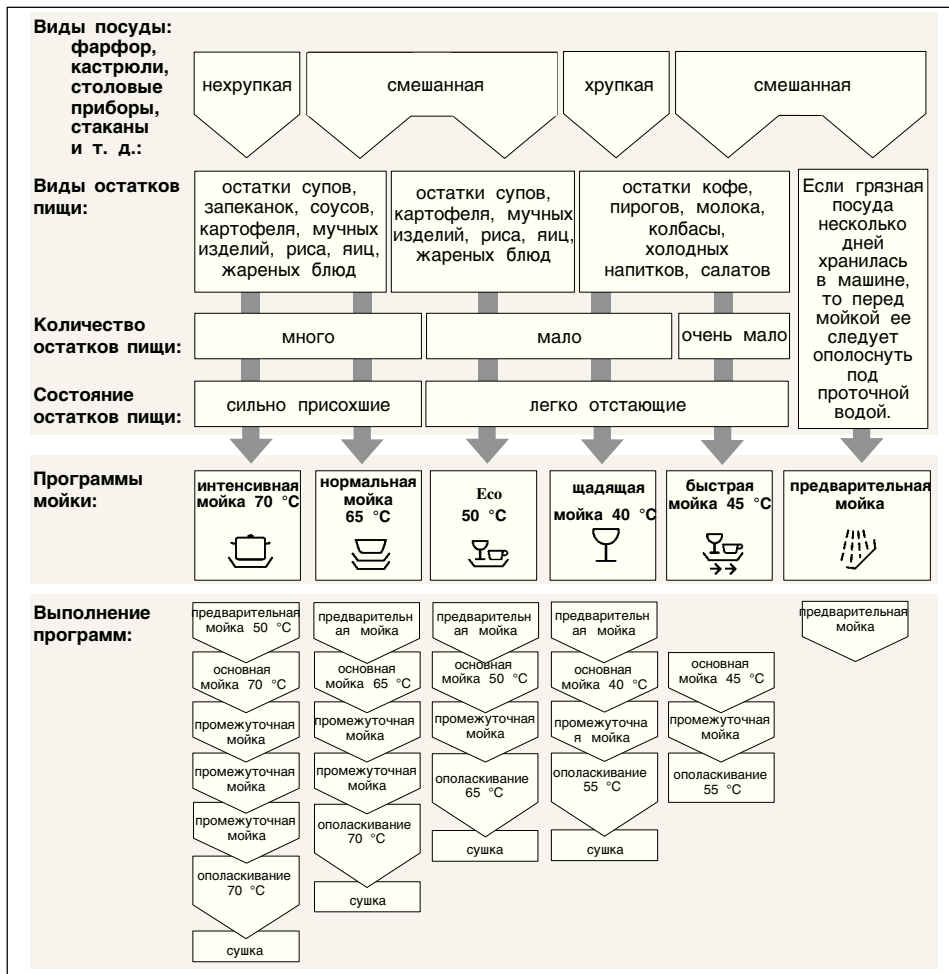 Виды посуды:
фарфор,
кастрюли,
столовые
приборы,
стаканы
и т. д.:
нехрупкая
смешанная
хрупкая
смешанная
Виды остатков
пищи:
остатки супов,
запеканок, соусов,
картофеля, мучных
изделий, риса, яиц,
жареных блюд
остатки супов,
картофеля, мучных
изделий, риса, яиц,
жареных блюд
остатки кофе,
пирогов, молока,
колбасы,
холодных
напитков, салатов
Если грязная
посуда
несколько
дней
хранилась
в машине,
то перед
мойкой ее
следует
ополоснуть
под
проточной
водой.
Количество
остатков пищи:
много
мало
очень мало
Состояние
остатков пищи:
сильно присохшие
легко отстающие
Программы
мойки:
интенсивная
мойка 70 °C
нормальная
мойка
65 °C
Eco
50 °C
щадящая
мойка 40 °C
быстрая
мойка 45 °C
предварительная
мойка
Выполнение
программ:
предварительная
мойка 50 °C
основная
мойка 70 °C
промежуточная
мойка
промежуточная
мойка
промежуточная
мойка
ополаскивание
70 °C
сушка
предварительн
ая мойка
основная
мойка 65 °C
промежуточная
мойка
промежуточная
мойка
ополаскивание
70 °C
сушка
предварительн
ая мойка
основная
мойка 50 °C
промежуточная
мойка
ополаскивание
65 °C
сушка
предварительн
ая мойка
основная
мойка 40 °C
промежуточна
я мойка
ополаскивание
55 °C
сушка
основная
мойка 45 °C
промежуточная
мойка
ополаскивание
55 °C
предварительная
мойка